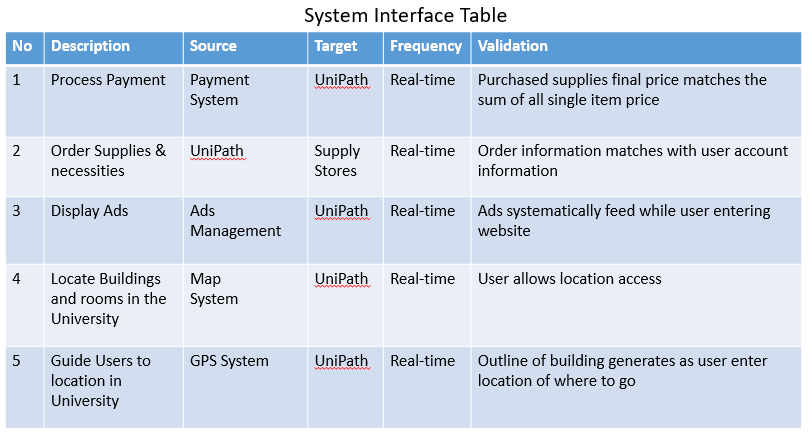 System Interface Table
No Description Source Target Frequency Validation
1 Process Payment Payment System UniPath Real-time Purchased supplies final price matches the sum of all single item price
2 Order Supplies & necessities UniPath Supply Stores Real-time Order information matches with user account information
3 Display Ads Ads Management UniPath Real-time Ads systematically feed while user entering website
4 Locate Buildings and rooms in the University Map System UniPath Real-time User allows location access
5 Guide Users to location in University GPS System UniPath Real-time Outline of building generates as user enter location of where to go